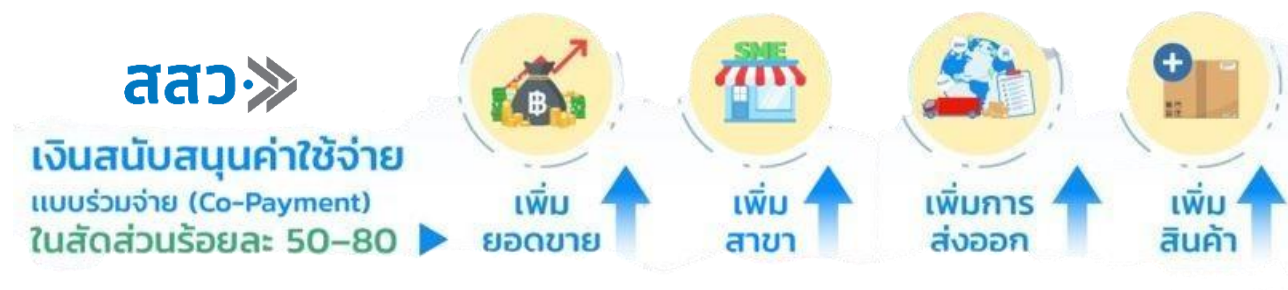 สสว.
เงินสนับสนุนค่าใช้จ่าย
แบบร่วมจ่าย (Co-Payment)
ในสัดส่วนร้อยละ 50–80
เพิ่ม
ยอดขาย
SME
เพิ่ม
สาขา
เพิ่มการ
ส่งออก
เพิ่ม
สินค้า